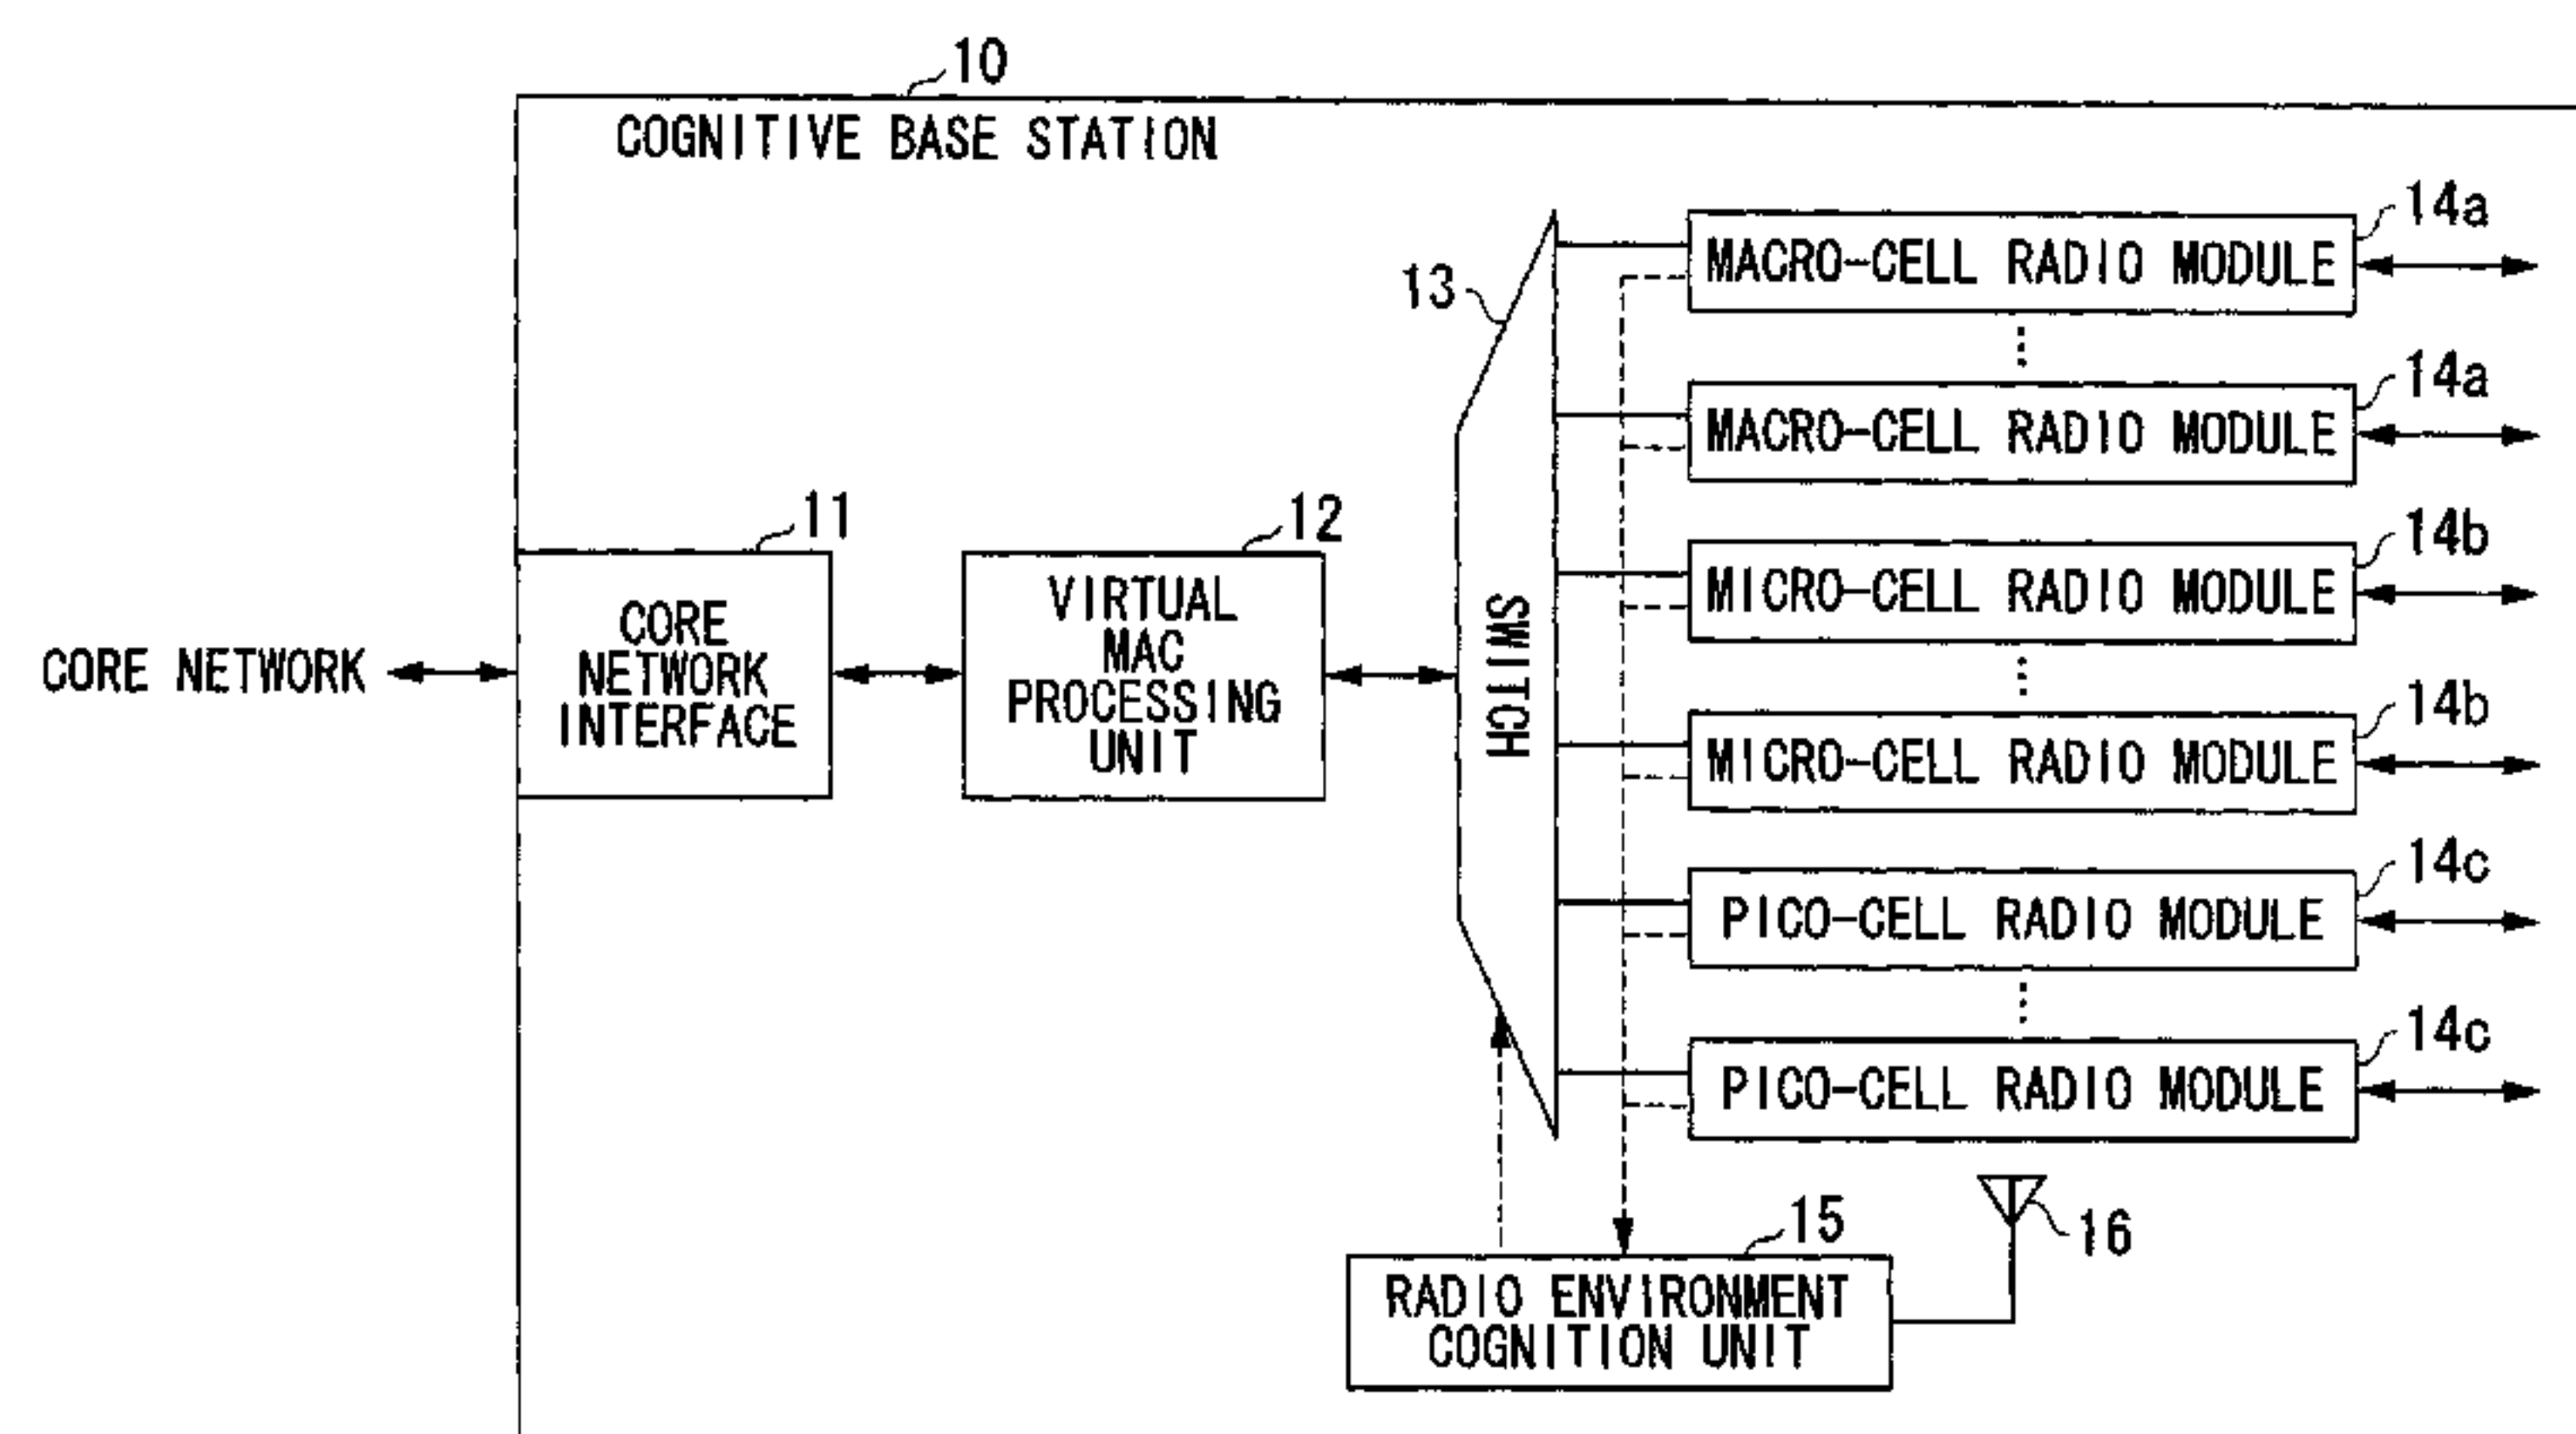 10
COGNITIVE BASE STATION
14a
MACRO-CELL RADIO MODULE
13
14a
MACRO-CELL RADIO MODULE
11
12
14b
MICRO-CELL RADIO MODULE
CORE NETWORK
CORE
NETWORK
INTERFACE
VIRTUAL
MAC
PROCESSING
UNIT
SWITCH
14b
MICRO-CELL RADIO MODULE
14c
PICO-CELL RADIO MODULE
14c
PICO-CELL RADIO MODULE
15
16
RADIO ENVIRONMENT
COGNITION UNIT